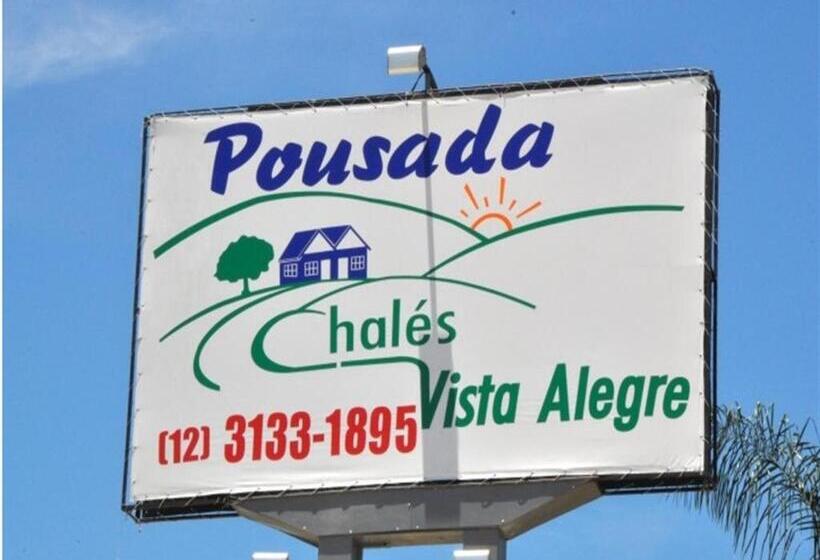 Pousada
Chalés
Vista Alegre
(12) 3133-1895